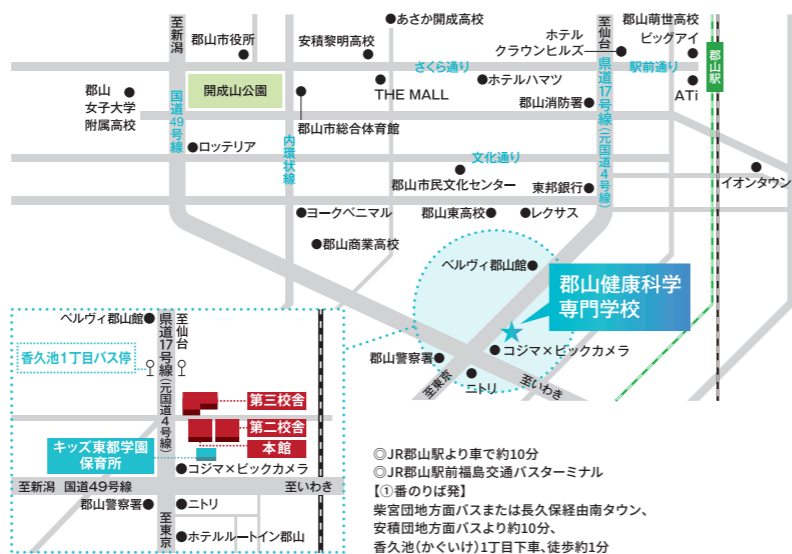 至新潟
郡山市役所
安積黎明高校
あさか開成高校
至仙台
郡山萌世高校
ホテル
クラウンヒルズ
ビッグアイ
郡山駅
さくら通り
駅前通り
郡山
女子大学
附属高校
国道49号線
開成山公園
THE MALL
ホテルハマツ
県道17号線(元国道4号線)
ATi
郡山市総合体育館
郡山消防署
ロッテリア
内環状線
文化通り
郡山市民文化センター
東邦銀行
イオンタウン
ヨークベニマル
郡山東高校
レクサス
郡山商業高校
ベルヴィ郡山館
郡山健康科学
専門学校
コジマ×ビックカメラ
郡山警察署
ニトリ
至東京
至いわき
ベルヴィ郡山館
県道17号線(元国道4号線)
至仙台
香久池1丁目バス停
第三校舎
第二校舎
本館
キッズ東都学園
保育所
コジマ×ビックカメラ
至新潟 国道49号線
至いわき
郡山警察署
ニトリ
至東京
ホテルルートイン郡山
◎JR郡山駅より車で約10分
◎JR郡山駅前福島交通バスターミナル
【①番のりば発】
柴宮団地方面バスまたは長久保経由南タウン、
安積団地方面バスより約10分、
香久池(かぐいけ)1丁目下車、徒歩約1分